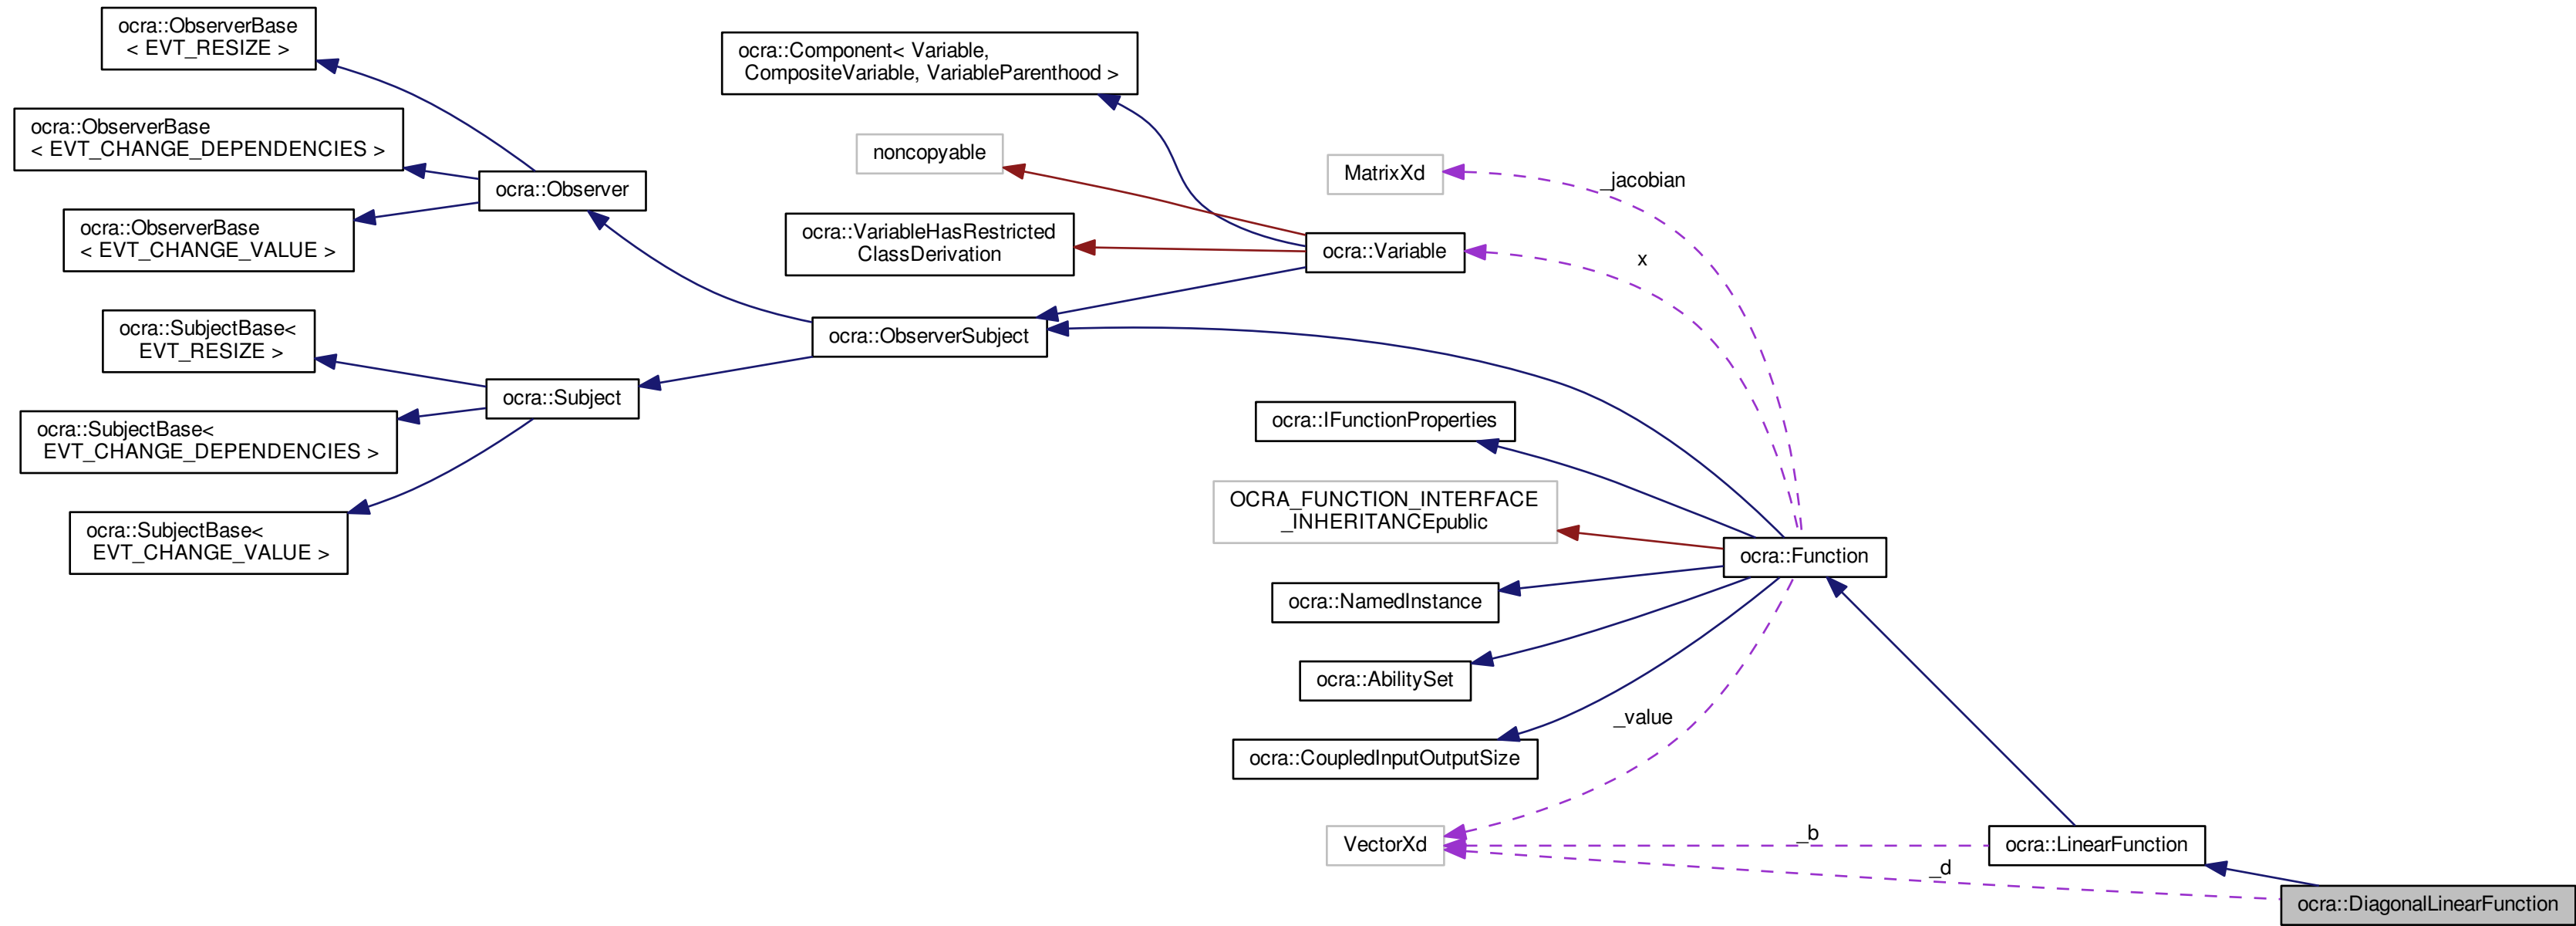 ocra::ObserverBase
< EVT_RESIZE >
ocra::ObserverBase
< EVT_CHANGE_DEPENDENCIES >
ocra::ObserverBase
< EVT_CHANGE_VALUE >
ocra::SubjectBase<
EVT_RESIZE >
ocra::SubjectBase<
EVT_CHANGE_DEPENDENCIES >
ocra::SubjectBase<
EVT_CHANGE_VALUE >
ocra::Observer
ocra::Subject
ocra::Component< Variable,
CompositeVariable, VariableParenthood >
noncopyable
ocra::VariableHasRestricted
ClassDerivation
ocra::ObserverSubject
MatrixXd
ocra::Variable
ocra::IFunctionProperties
OCRA_FUNCTION_INTERFACE
_INHERITANCEpublic
ocra::NamedInstance
ocra::AbilitySet
ocra::CoupledInputOutputSize
VectorXd
_jacobian
x
_value
_b
_d
ocra::Function
ocra::LinearFunction
ocra::DiagonalLinearFunction